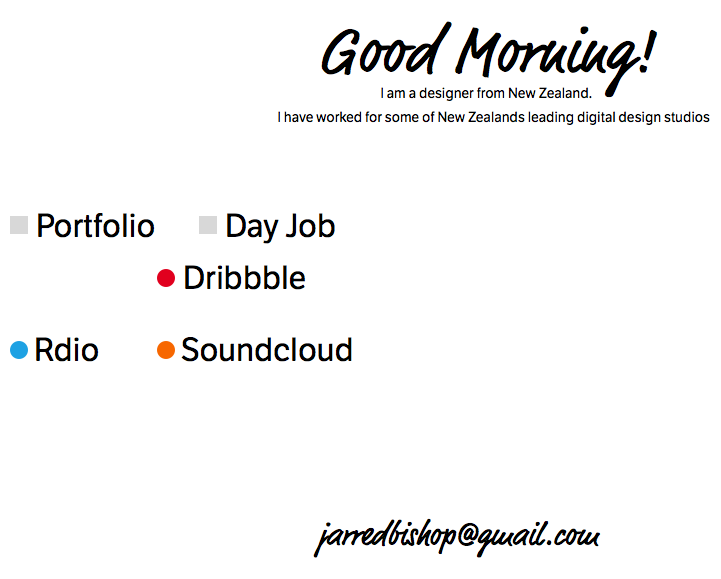 Good Morning!
I am a designer from New Zealand.
I have worked for some of New Zealands leading digital design studios
Portfolio Day Job
Dribbble
Rdio Soundcloud
jarredbishop@gmail.com